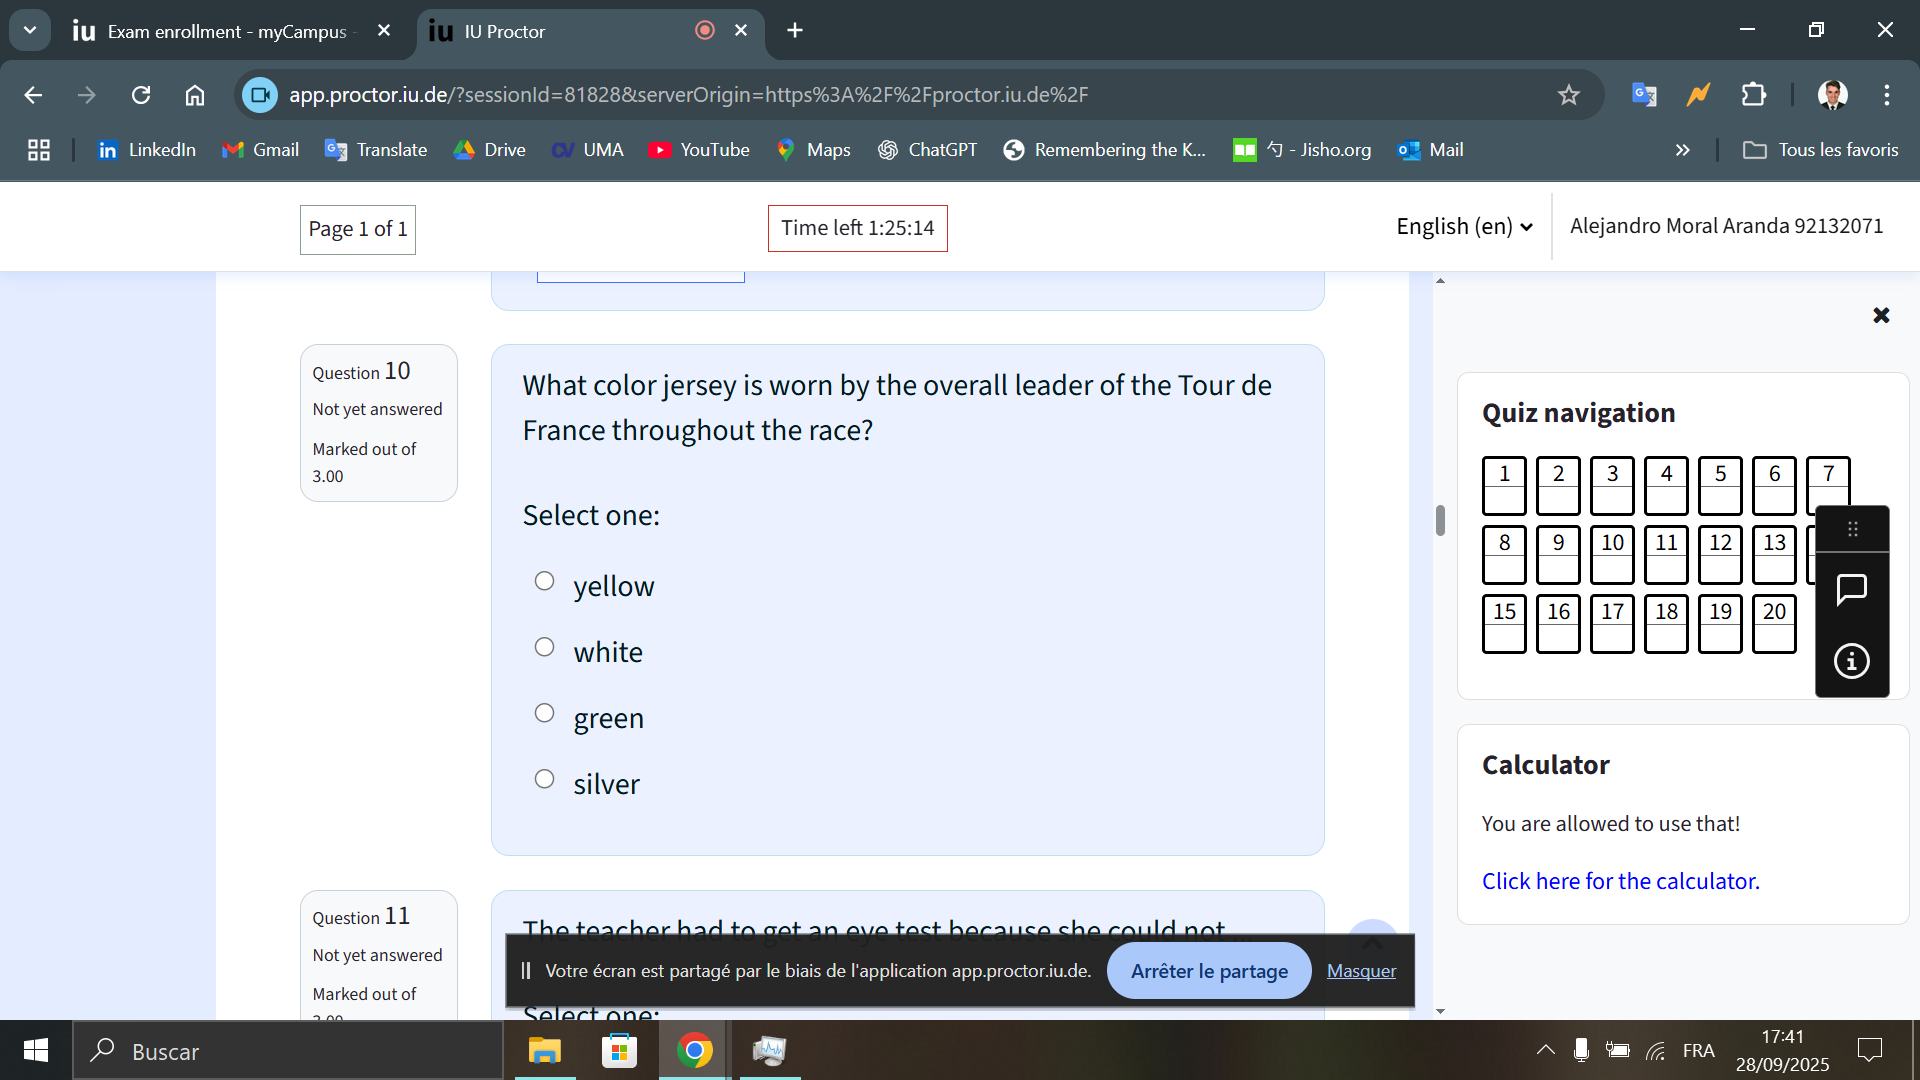 iu Exam enrollment - myCampus
iu IU Proctor
app.proctor.iu.de/?sessionId=81828&serverOrigin=https%3A%2F%2Fproctor.iu.de%2F
LinkedIn
Gmail
Translate
Drive
UMA
YouTube
Maps
ChatGPT
Remembering the K...
勺 - Jisho.org
Mail
Tous les favoris
Page 1 of 1
Time left 1:25:14
English (en)
Alejandro Moral Aranda 92132071
Question 10
Not yet answered
Marked out of
3.00
What color jersey is worn by the overall leader of the Tour de
France throughout the race?
Select one:
yellow
white
green
silver
Quiz navigation
1 2 3 4 5 6 7
8 9 10 11 12 13
15 16 17 18 19 20
Calculator
You are allowed to use that!
Click here for the calculator.
Question 11
Not yet answered
Marked out of
3.00
The teacher had to get an eye test because she could not ...
Select one:
Votre écran est partagé par le biais de l'application app.proctor.iu.de.
Arrêter le partage
Masquer
Buscar
FRA
17:41
28/09/2025